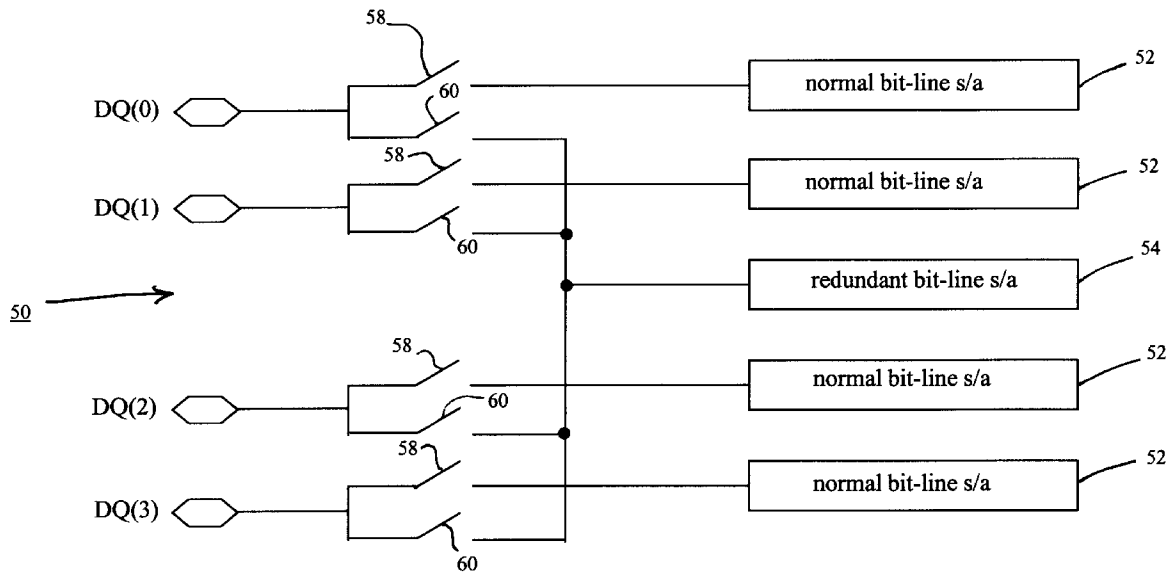 58
52
normal bit-line s/a
DQ(0)
60
58
52
normal bit-line s/a
DQ(1)
60
54
redundant bit-line s/a
50
58
52
normal bit-line s/a
DQ(2)
60
58
52
normal bit-line s/a
DQ(3)
60